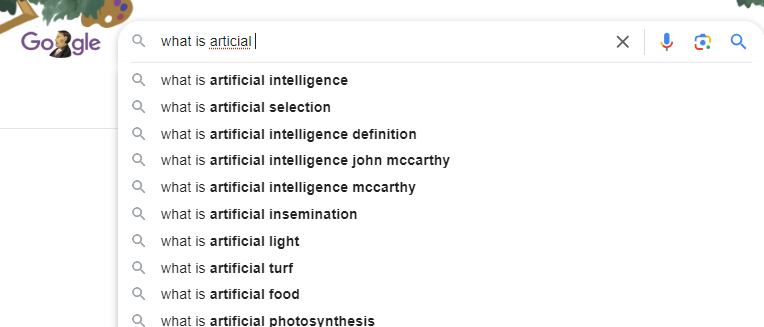 Google
what is articial
what is artificial intelligence
what is artificial selection
what is artificial intelligence definition
what is artificial intelligence john mccarthy
what is artificial intelligence mccarthy
what is artificial insemination
what is artificial light
what is artificial turf
what is artificial food
what is artificial photosynthesis